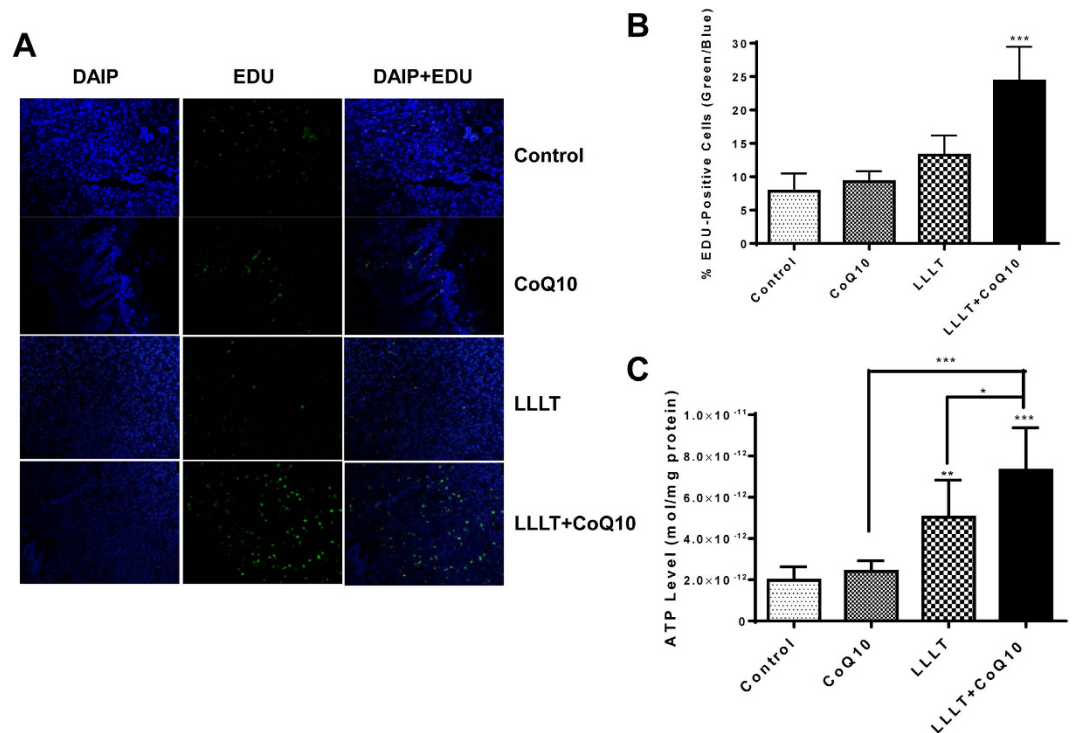 A
DAIP EDU DAIP+EDU
Control
CoQ10
LLLT
LLLT+CoQ10
B
% EDU-Positive Cells (Green/Blue)
***
30
25
20
15
10
5
0
Control CoQ10 LLLT LLLT+CoQ10
C
ATP Level (mol/mg protein)
***
*
***
**
1.0×10 -11
8.0×10 -12
6.0×10 -12
4.0×10 -12
2.0×10 -12
0
Control CoQ10 LLLT LLLT+CoQ10